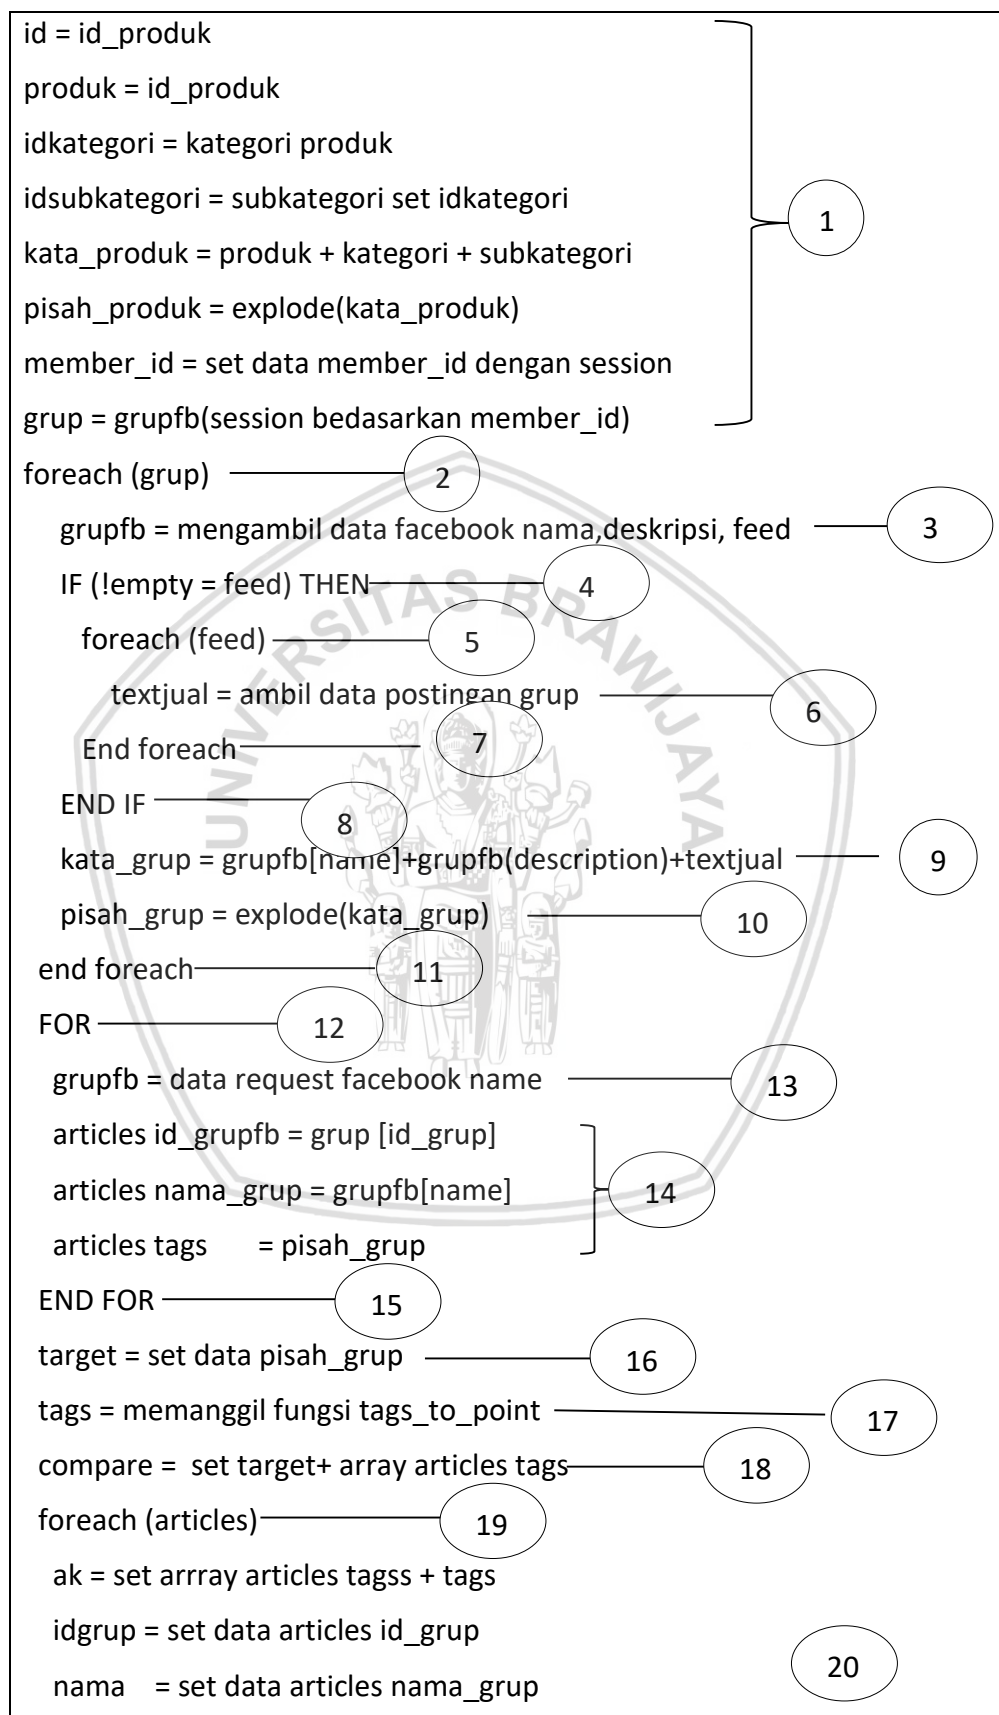 id = id_produk
produk = id_produk
idkategori = kategori produk
idsubkategori = subkategori set idkategori
1
kata_produk = produk + kategori + subkategori
pisah_produk = explode(kata_produk)
member_id = set data member_id dengan session
grup = grupfb(session bedasarkan member_id)
foreach (grup) 2
grupfb = mengambil data facebook nama,deskripsi, feed 3
IF (!empty = feed) THEN 4
foreach (feed) 5
textjual = ambil data postingan grup 6
End foreach 7
END IF 8
kata_grup = grupfb[name]+grupfb(description)+textjual 9
pisah_grup = explode(kata_grup) 10
end foreach 11
FOR 12
grupfb = data request facebook name 13
articles id_grupfb = grup [id_grup]
articles nama_grup = grupfb[name] 14
articles tags = pisah_grup
END FOR 15
target = set data pisah_grup 16
tags = memanggil fungsi tags_to_point 17
compare = set target+ array articles tags 18
foreach (articles) 19
ak = set arrray articles tagss + tags
idgrup = set data articles id_grup
nama = set data articles nama_grup 20
UNIVERSITAS BRAWIJAYA